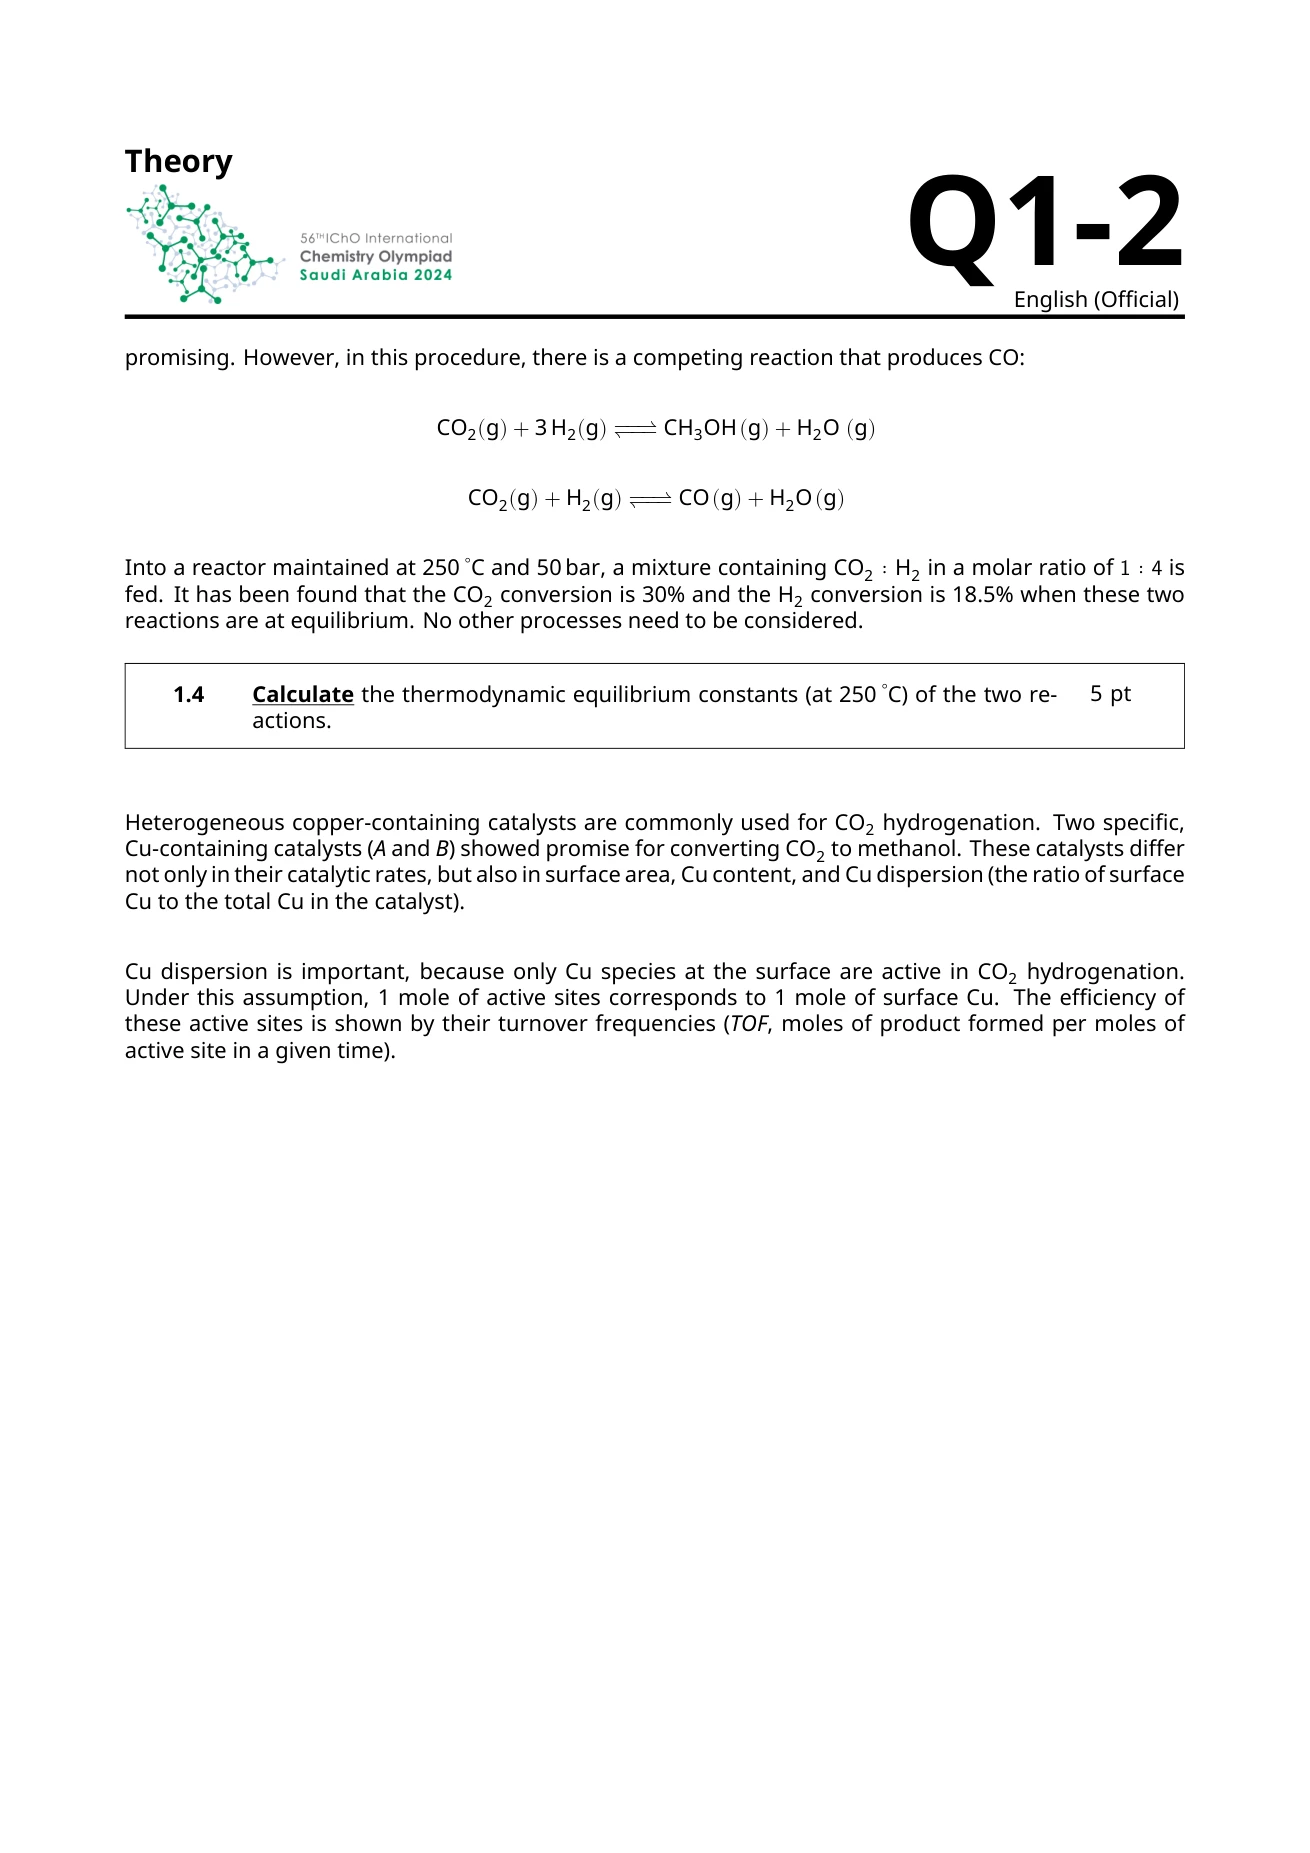 Theory
56ᵀᴴIChO International
Chemistry Olympiad
Saudi Arabia 2024
Q1-2
English (Official)
promising. However, in this procedure, there is a competing reaction that produces CO:
CO₂(g) + 3 H₂(g) ⇌ CH₃OH (g) + H₂O (g)
CO₂(g) + H₂(g) ⇌ CO (g) + H₂O (g)
Into a reactor maintained at 250 °C and 50 bar, a mixture containing CO₂ : H₂ in a molar ratio of 1 : 4 is
fed. It has been found that the CO₂ conversion is 30% and the H₂ conversion is 18.5% when these two
reactions are at equilibrium. No other processes need to be considered.
1.4 Calculate the thermodynamic equilibrium constants (at 250 °C) of the two re- 5 pt
actions.
Heterogeneous copper-containing catalysts are commonly used for CO₂ hydrogenation. Two specific,
Cu-containing catalysts (A and B) showed promise for converting CO₂ to methanol. These catalysts differ
not only in their catalytic rates, but also in surface area, Cu content, and Cu dispersion (the ratio of surface
Cu to the total Cu in the catalyst).
Cu dispersion is important, because only Cu species at the surface are active in CO₂ hydrogenation.
Under this assumption, 1 mole of active sites corresponds to 1 mole of surface Cu. The efficiency of
these active sites is shown by their turnover frequencies (TOF, moles of product formed per moles of
active site in a given time).